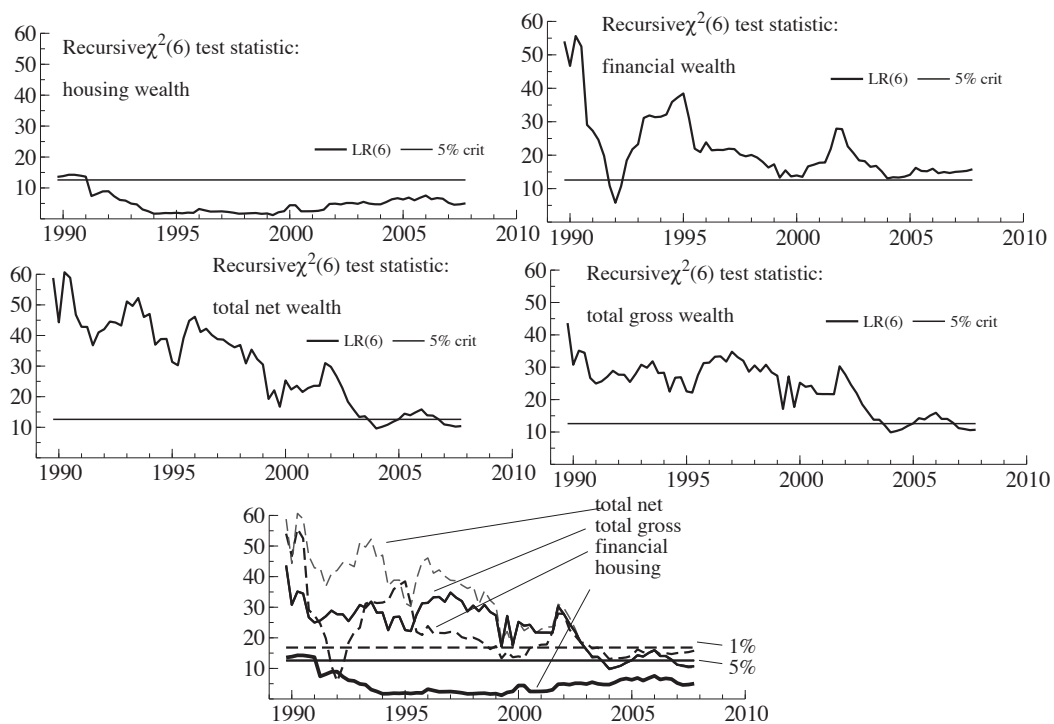 Recursiveχ²(6) test statistic:
housing wealth
LR(6) 5% crit
60
50
40
30
20
10
1990 1995 2000 2005 2010
Recursiveχ²(6) test statistic:
financial wealth
LR(6) 5% crit
60
50
40
30
20
10
1990 1995 2000 2005 2010
Recursiveχ²(6) test statistic:
total net wealth
LR(6) 5% crit
60
50
40
30
20
10
1990 1995 2000 2005 2010
Recursiveχ²(6) test statistic:
total gross wealth
LR(6) 5% crit
60
50
40
30
20
10
1990 1995 2000 2005 2010
total net
total gross
financial
housing
60
50
40
30
20
10
1%
5%
1990 1995 2000 2005 2010